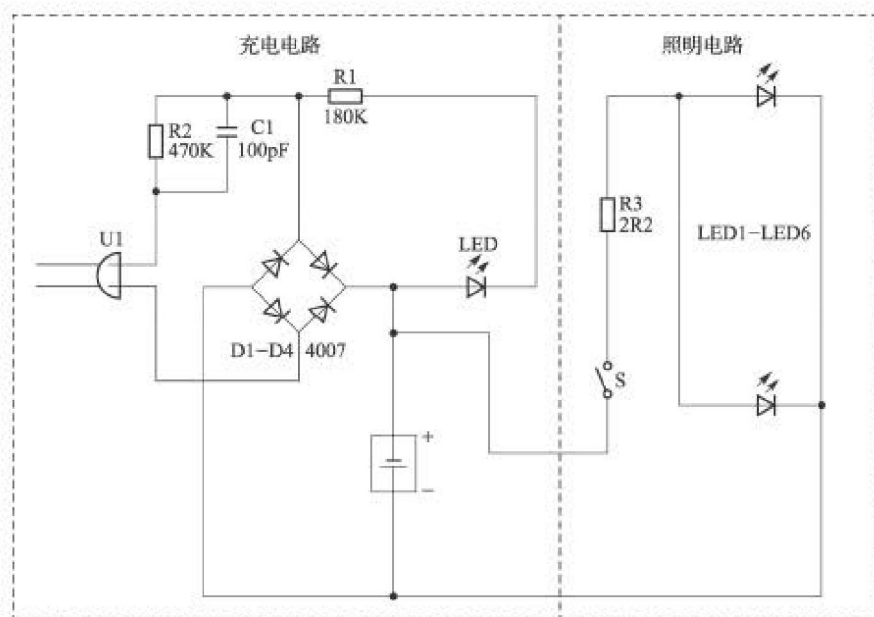 充电电路
照明电路
R1
180K
R2
470K
C1
100pF
R3
2R2
LED1-LED6
U1
LED
D1-D4 4007
S
+
−